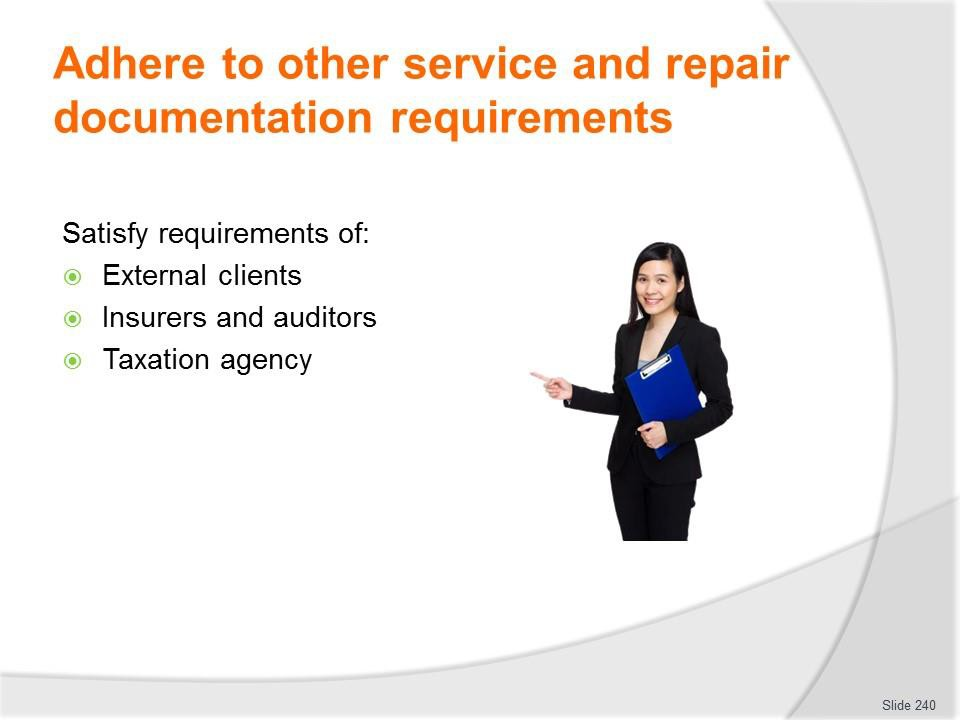 Adhere to other service and repair
documentation requirements
Satisfy requirements of:
External clients
Insurers and auditors
Taxation agency
Slide 240